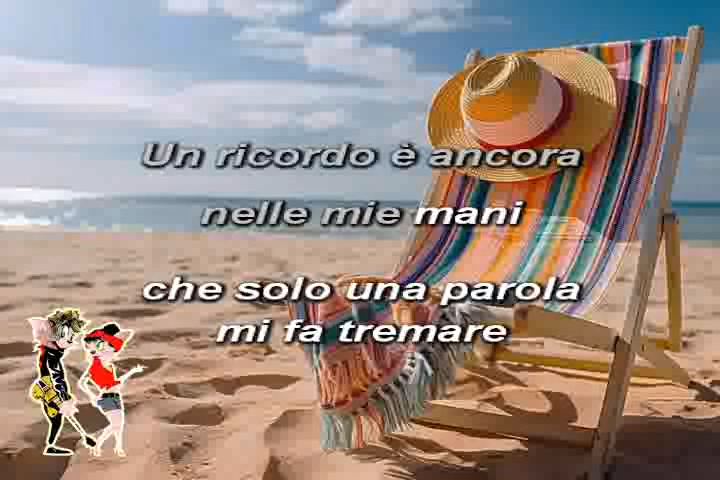 Un ricordo è ancora
nelle mie mani
che solo una parola
mi fa tremare